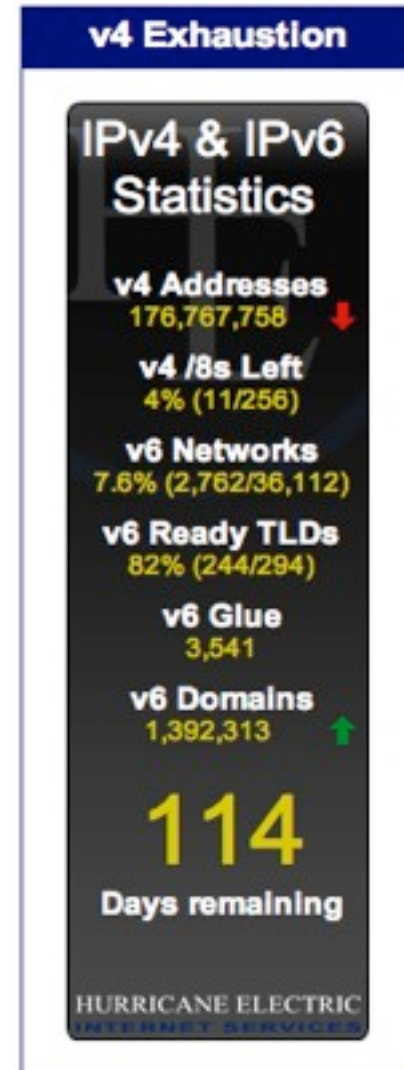 v4 Exhaustion
IPv4 & IPv6
Statistics
v4 Addresses
176,767,758
v4 /8s Left
4% (11/256)
v6 Networks
7.6% (2,762/36,112)
v6 Ready TLDs
82% (244/294)
v6 Glue
3,541
v6 Domains
1,392,313
114
Days remaining
HURRICANE ELECTRIC
INTERNET SERVICES